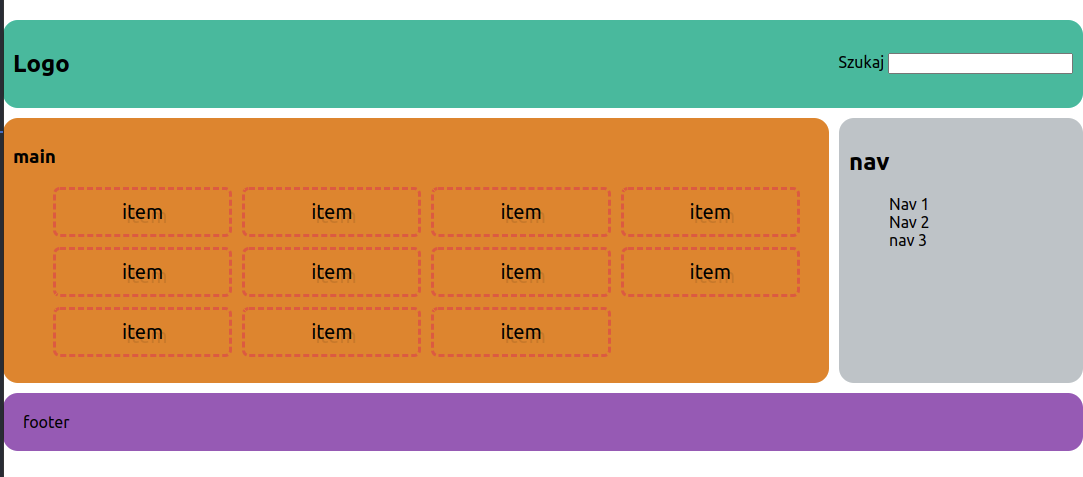 Logo
Szukaj
main
item item item item
item item item item
item item item
nav
Nav 1
Nav 2
nav 3
footer